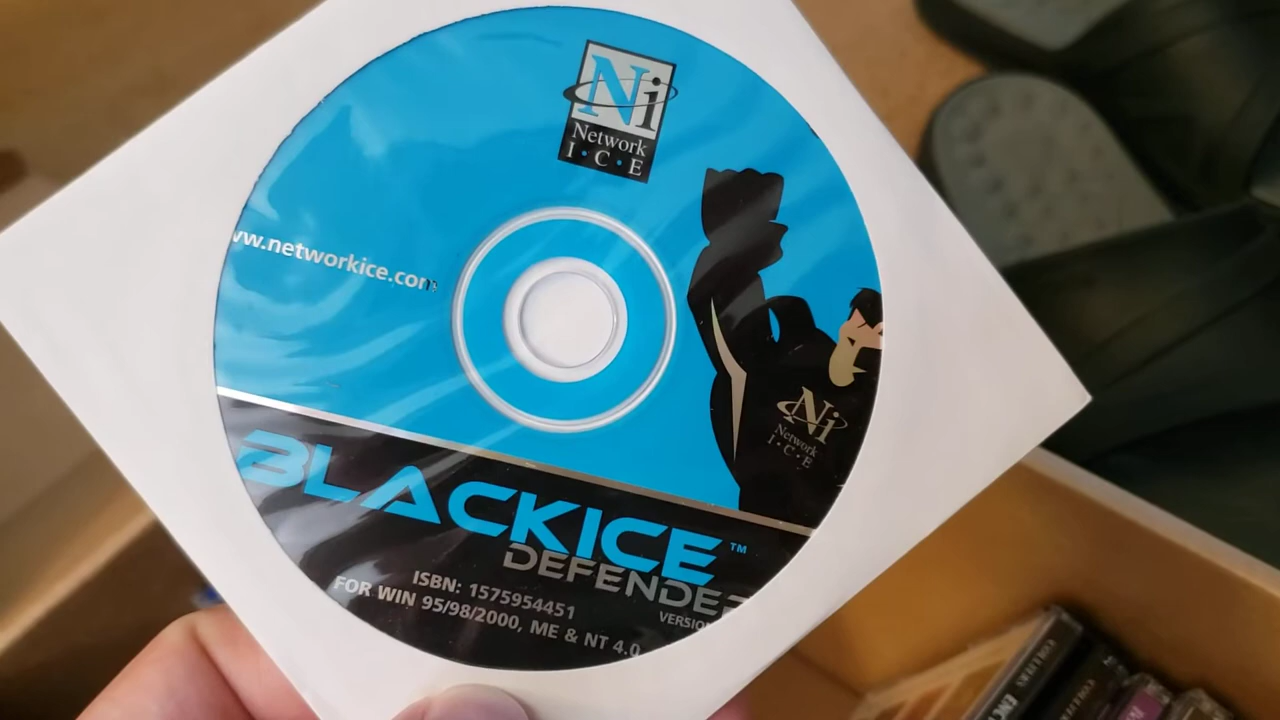 Ni
Network
I·C·E
ww.networkice.com
Ni
Network
I·C·E
BLACKICE™
DEFENDER
VERSION
ISBN: 1575954451
FOR WIN 95/98/2000, ME & NT 4.0